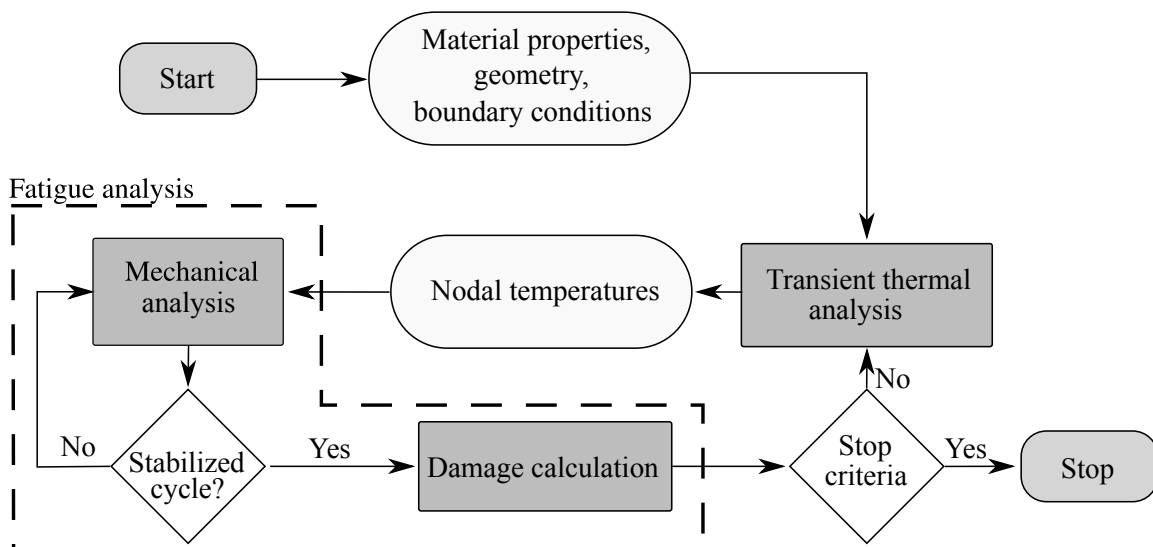 Start
Material properties,
geometry,
boundary conditions
Fatigue analysis
Mechanical
analysis
Nodal temperatures
Transient thermal
analysis
No
No
Stabilized
cycle?
Yes
Damage calculation
Stop
criteria
Yes
Stop